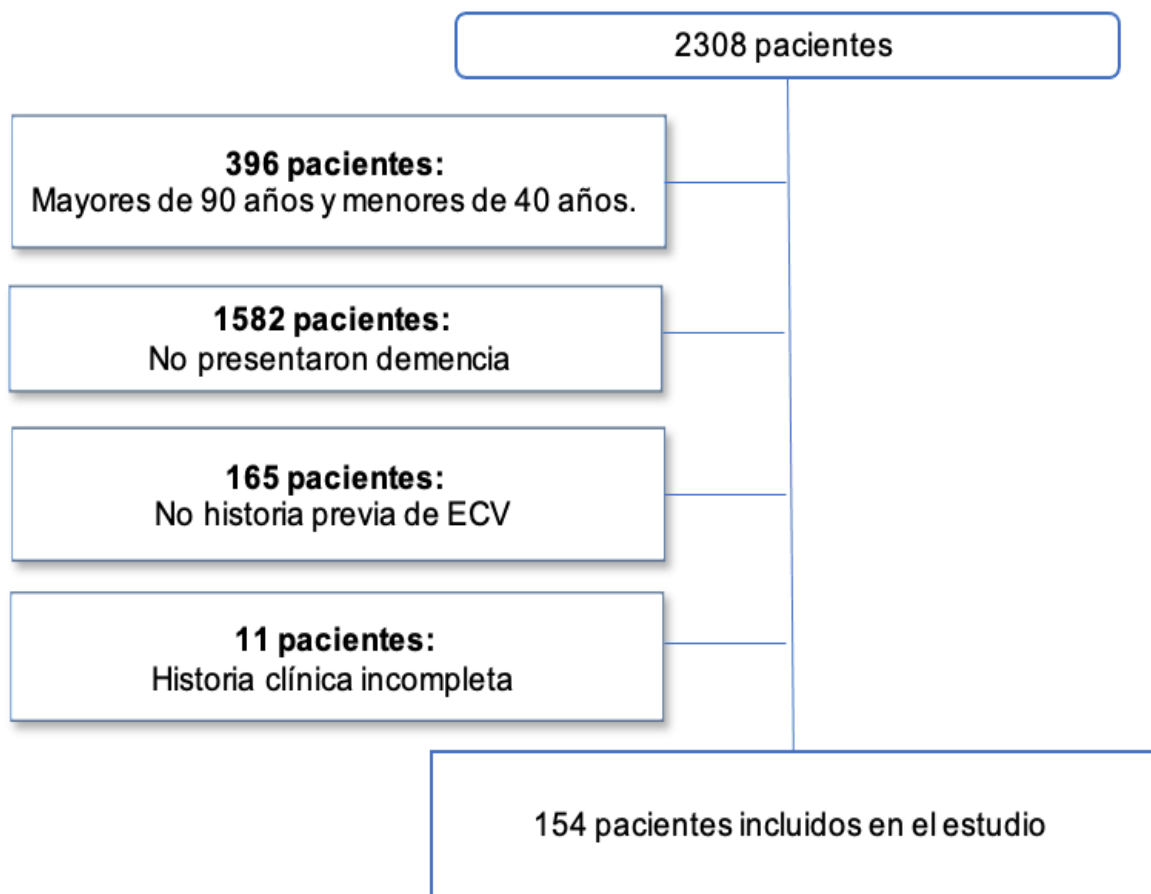 2308 pacientes
396 pacientes:
Mayores de 90 años y menores de 40 años.
1582 pacientes:
No presentaron demencia
165 pacientes:
No historia previa de ECV
11 pacientes:
Historia clínica incompleta
154 pacientes incluidos en el estudio